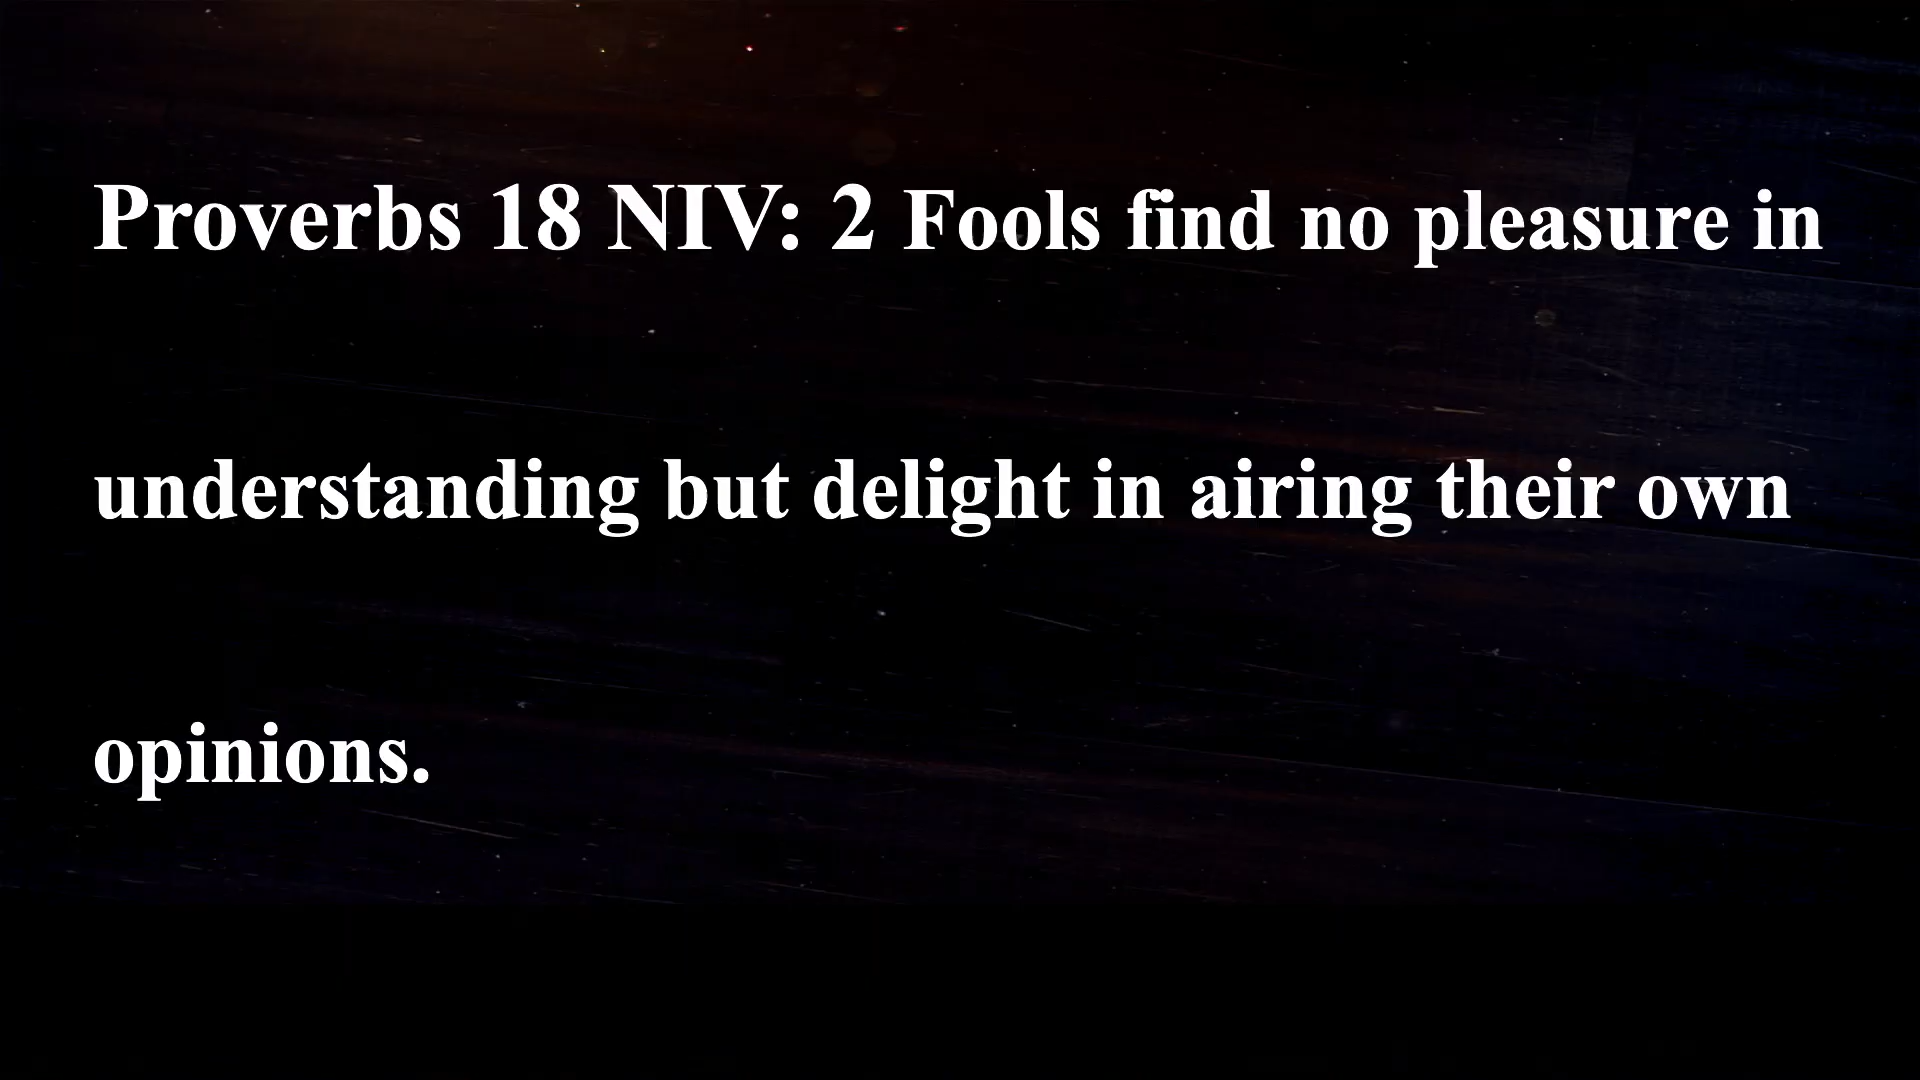 Proverbs 18 NIV: 2 Fools find no pleasure in
understanding but delight in airing their own
opinions.